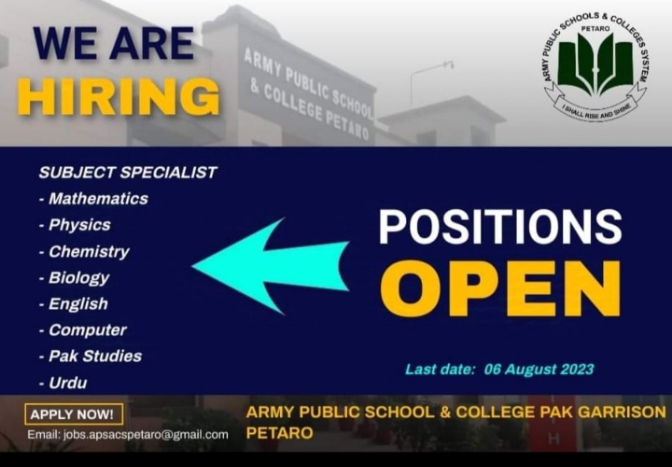 WE ARE
HIRING
ARMY PUBLIC SCHOOL
& COLLEGE PETARO
ARMY PUBLIC SCHOOLS & COLLEGES SYSTEM
PETARO
I SHALL RISE AND SHINE
SUBJECT SPECIALIST
- Mathematics
- Physics
- Chemistry
- Biology
- English
- Computer
- Pak Studies
- Urdu
POSITIONS
OPEN
Last date: 06 August 2023
APPLY NOW!
Email: jobs.apsacspetaro@gmail.com
ARMY PUBLIC SCHOOL & COLLEGE PAK GARRISON
PETARO